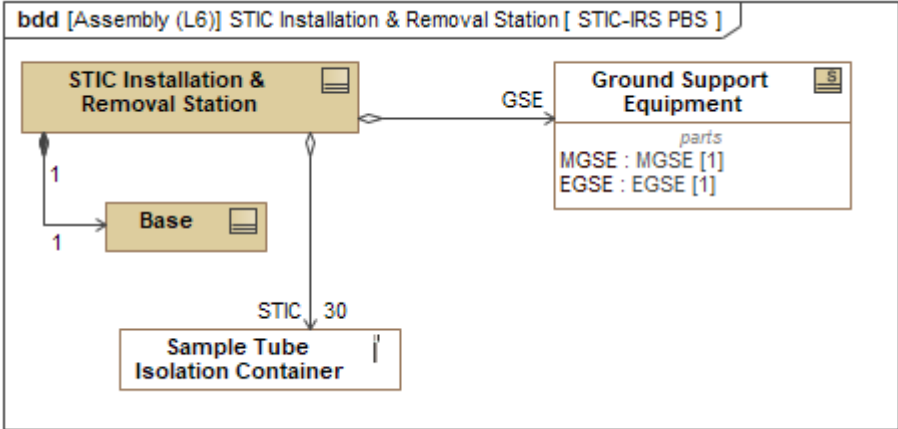 bdd [Assembly (L6)] STIC Installation & Removal Station [ STIC-IRS PBS ]
STIC Installation &
Removal Station
GSE
Ground Support
Equipment
S
parts
MGSE : MGSE [1]
EGSE : EGSE [1]
1
1
Base
STIC
30
Sample Tube
Isolation Container